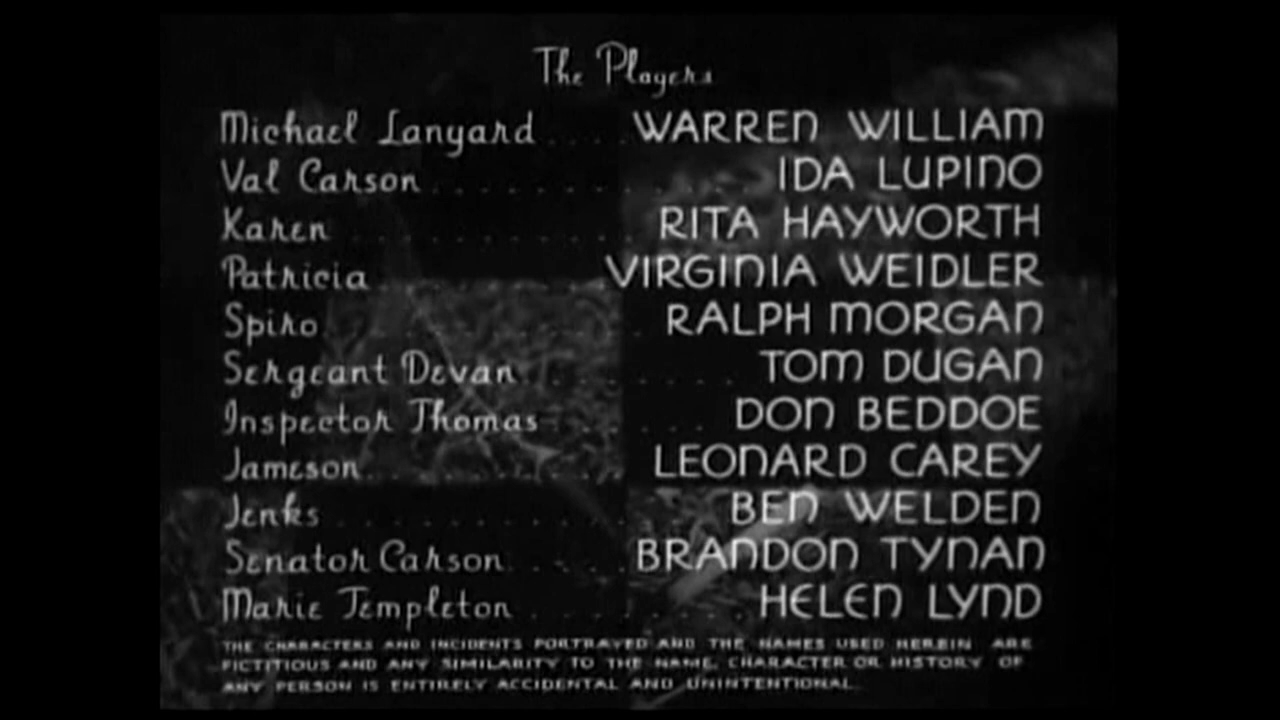 The Players
Michael Lanyard .... WARREN WILLIAM
Val Carson .............. IDA LUPINO
Karen ............. RITA HAYWORTH
Patricia .......... VIRGINIA WEIDLER
Spiro .............. RALPH MORGAN
Sergeant Devan ......... TOM DUGAN
Inspector Thomas ...... DON BEDDOE
Jameson ............ LEONARD CAREY
Jenks ................ BEN WELDEN
Senator Carson ..... BRANDON TYNAN
Marie Templeton ........ HELEN LYND
THE CHARACTERS AND INCIDENTS PORTRAYED AND THE NAMES USED HEREIN ARE
FICTITIOUS AND ANY SIMILARITY TO THE NAME, CHARACTER OR HISTORY OF
ANY PERSON IS ENTIRELY ACCIDENTAL AND UNINTENTIONAL.